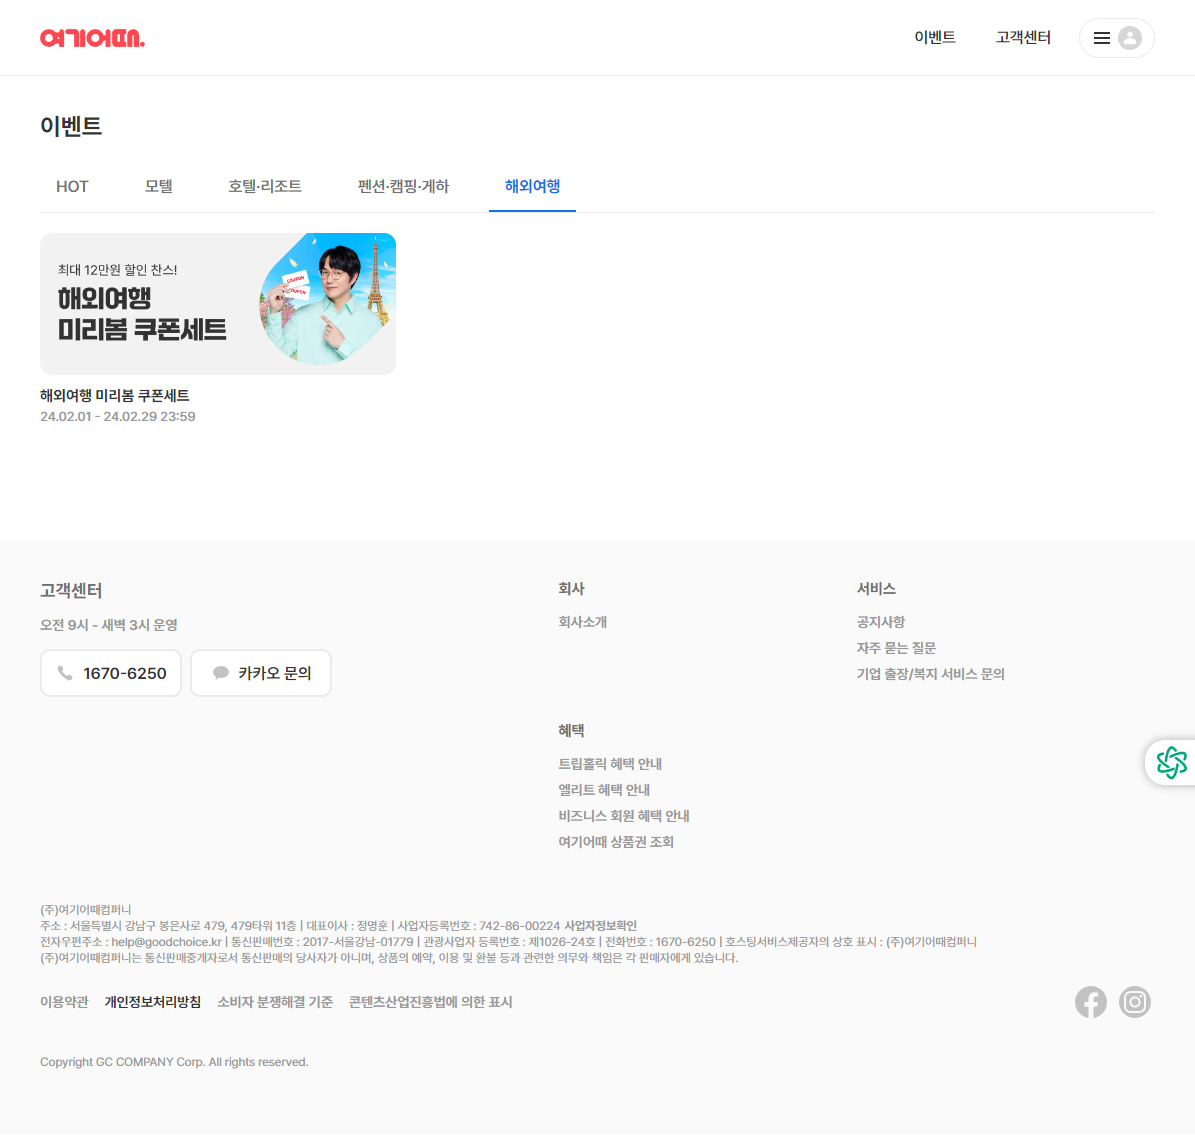 여기어때.
이벤트
고객센터
이벤트
HOT
모텔
호텔·리조트
펜션·캠핑·게하
해외여행
최대 12만원 할인 찬스!
해외여행
미리봄 쿠폰세트
COUPON
COUPON
해외여행 미리봄 쿠폰세트
24.02.01 - 24.02.29 23:59
고객센터
오전 9시 - 새벽 3시 운영
1670-6250
카카오 문의
회사
회사소개
서비스
공지사항
자주 묻는 질문
기업 출장/복지 서비스 문의
혜택
트립홀릭 혜택 안내
엘리트 혜택 안내
비즈니스 회원 혜택 안내
여기어때 상품권 조회
(주)여기어때컴퍼니
주소 : 서울특별시 강남구 봉은사로 479, 479타워 11층 | 대표이사 : 정명훈 | 사업자등록번호 : 742-86-00224 사업자정보확인
전자우편주소 : help@goodchoice.kr | 통신판매번호 : 2017-서울강남-01779 | 관광사업자 등록번호 : 제1026-24호 | 전화번호 : 1670-6250 | 호스팅서비스제공자의 상호 표시 : (주)여기어때컴퍼니
(주)여기어때컴퍼니는 통신판매중개자로서 통신판매의 당사자가 아니며, 상품의 예약, 이용 및 환불 등과 관련한 의무와 책임은 각 판매자에게 있습니다.
이용약관
개인정보처리방침
소비자 분쟁해결 기준
콘텐츠산업진흥법에 의한 표시
Copyright GC COMPANY Corp. All rights reserved.